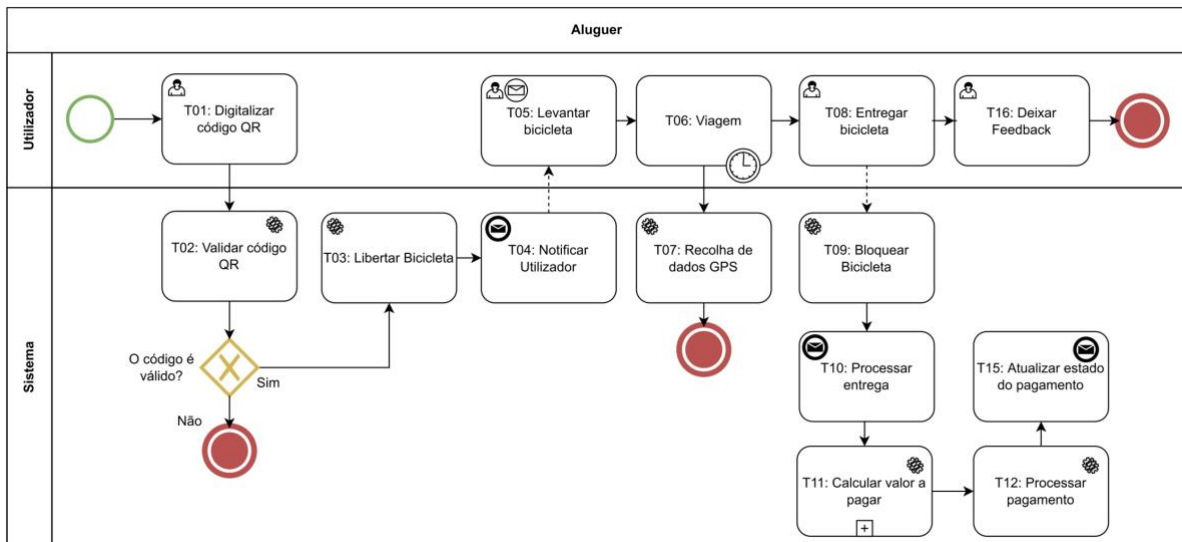 Aluguer
Utilizador
T01: Digitalizar
código QR
T05: Levantar
bicicleta
T06: Viagem
T08: Entregar
bicicleta
T16: Deixar
Feedback
Sistema
T02: Validar código
QR
T03: Libertar Bicicleta
T04: Notificar
Utilizador
T07: Recolha de
dados GPS
T09: Bloquear
Bicicleta
O código é
válido?
Sim
Não
T10: Processar
entrega
T15: Atualizar estado
do pagamento
T11: Calcular valor a
pagar
T12: Processar
pagamento